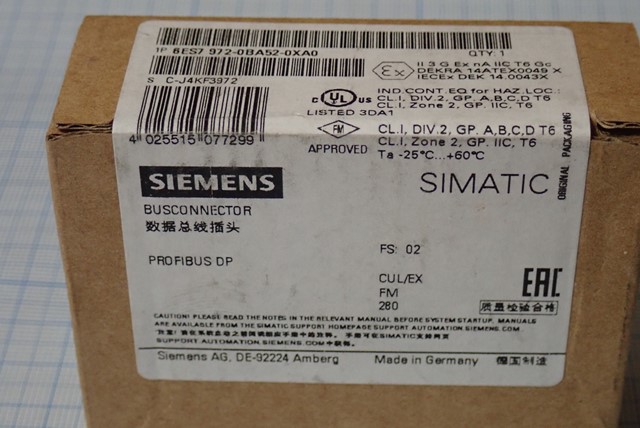 1P 6ES7 972-0BA52-0XA0 QTY: 1
S C-J4KF3972
4 025515 077299
Ex II 3 G Ex nA IIC T6 Gc
DEKRA 14ATEX0049 X
IECEx DEK 14.0043X
c UL US
LISTED 3DA1
IND.CONT.EQ for HAZ.LOC.:
CL.I, DIV.2, GP. A,B,C,D T6
CL.I, Zone 2, GP. IIC, T6
FM
APPROVED
CL.I, DIV.2, GP. A,B,C,D T6
CL.I, Zone 2, GP. IIC, T6
Ta -25°C...+60°C
ORIGINAL PACKAGING
SIEMENS
SIMATIC
BUSCONNECTOR
数据总线插头
PROFIBUS DP
FS: 02
CUL/EX
FM
280
EAC
质量检验合格
CAUTION! PLEASE READ THE NOTES IN THE RELEVANT MANUAL BEFORE SYSTEM STARTUP. MANUALS
ARE AVAILABLE FROM THE SIMATIC SUPPORT HOMEPAGE SUPPORT.AUTOMATION.SIEMENS.COM
SUPPORT.AUTOMATION.SIEMENS.COM
Siemens AG, DE-92224 Amberg Made in Germany 德国制造